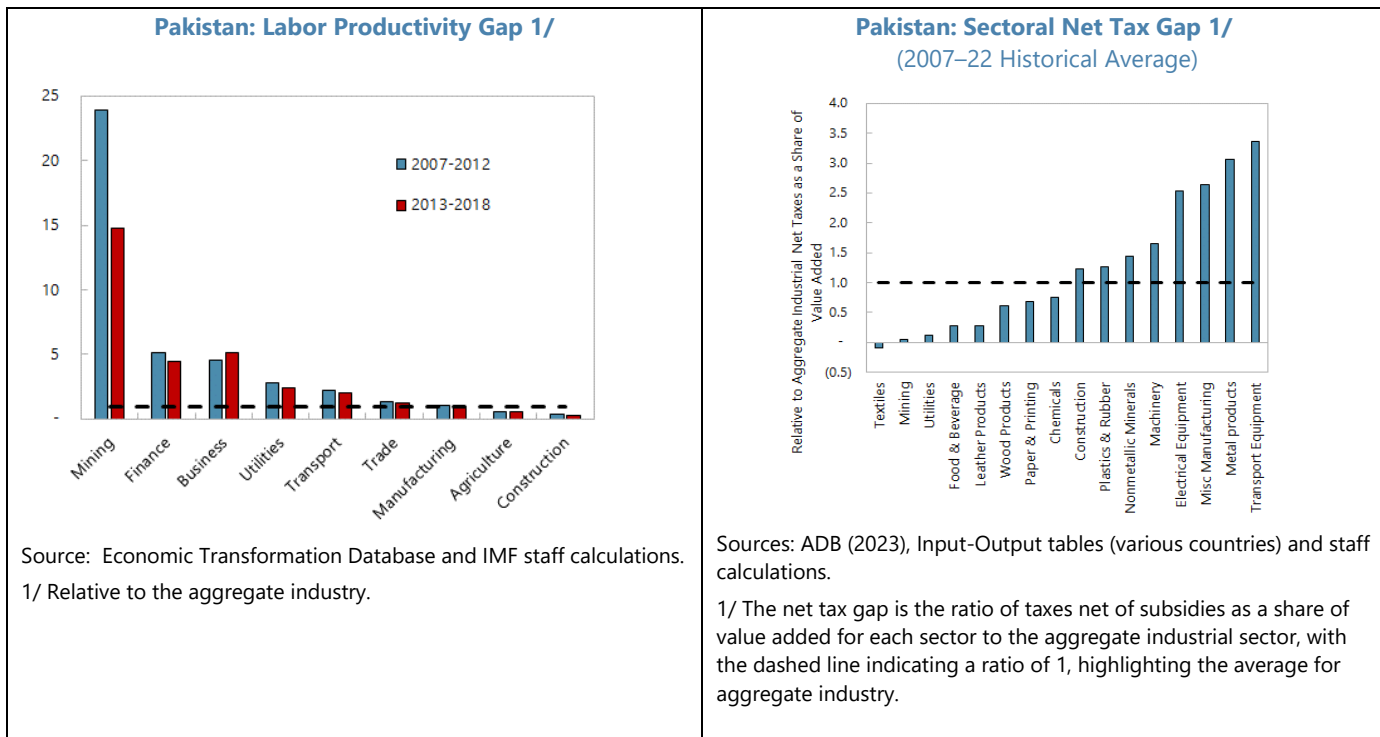 Pakistan: Labor Productivity Gap 1/
25
20
15
10
5
-
2007-2012
2013-2018
Mining
Finance
Business
Utilities
Transport
Trade
Manufacturing
Agriculture
Construction
Source:  Economic Transformation Database and IMF staff calculations.
1/ Relative to the aggregate industry.
Pakistan: Sectoral Net Tax Gap 1/
(2007–22 Historical Average)
Relative to Aggregate Industrial Net Taxes as a Share of
Value Added
4.0
3.5
3.0
2.5
2.0
1.5
1.0
0.5
-
(0.5)
Textiles
Mining
Utilities
Food & Beverage
Leather Products
Wood Products
Paper & Printing
Chemicals
Construction
Plastics & Rubber
Nonmetallic Minerals
Machinery
Electrical Equipment
Misc Manufacturing
Metal products
Transport Equipment
Sources: ADB (2023), Input-Output tables (various countries) and staff
calculations.
1/ The net tax gap is the ratio of taxes net of subsidies as a share of
value added for each sector to the aggregate industrial sector, with
the dashed line indicating a ratio of 1, highlighting the average for
aggregate industry.